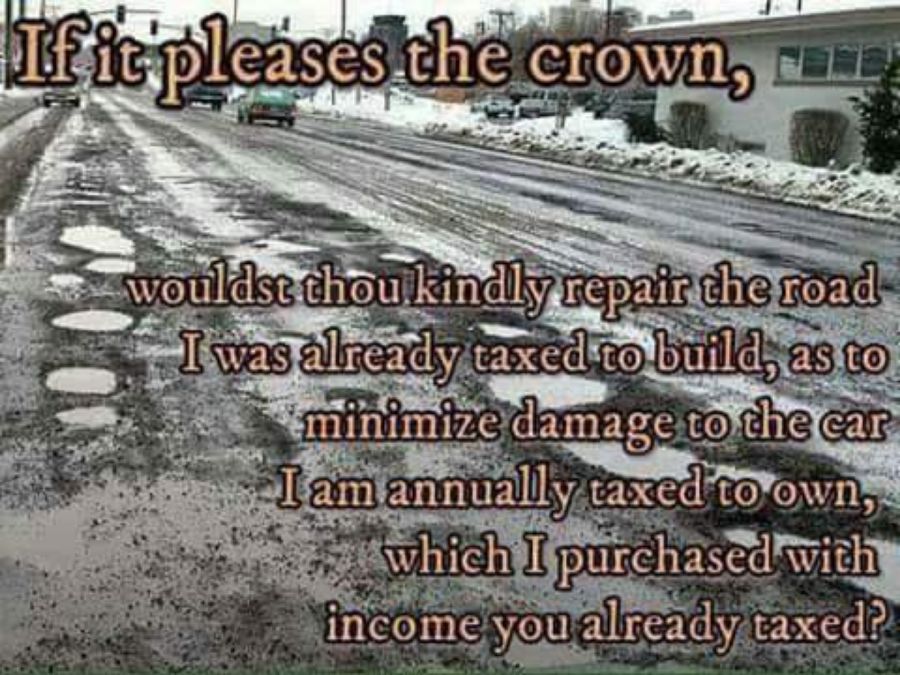 If it pleases the crown,
wouldst thou kindly repair the road
I was already taxed to build, as to
minimize damage to the car
I am annually taxed to own,
which I purchased with
income you already taxed?